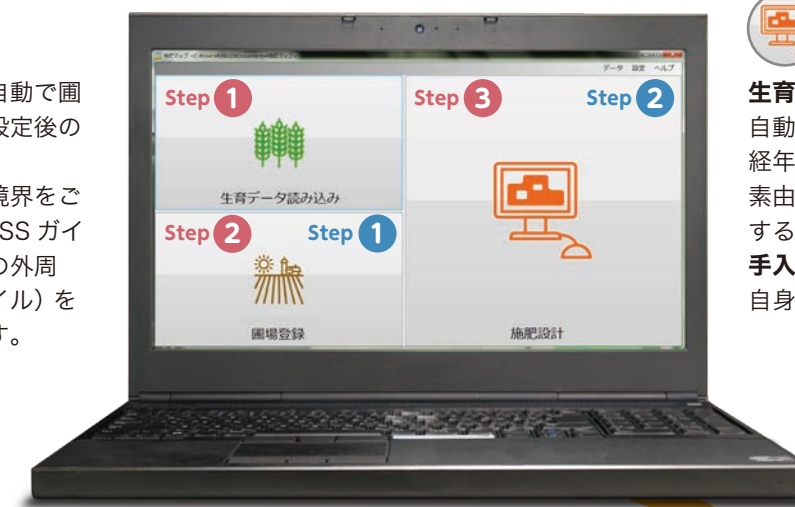 自動で圃
設定後の
境界をご
SS ガイ
の外周
イル）を
す。
データ 設定 ヘルプ
Step 1
生育データ読み込み
Step 2 Step 1
圃場登録
Step 3 Step 2
施肥設計
生育
自動
経年
素由
する
手入
自身